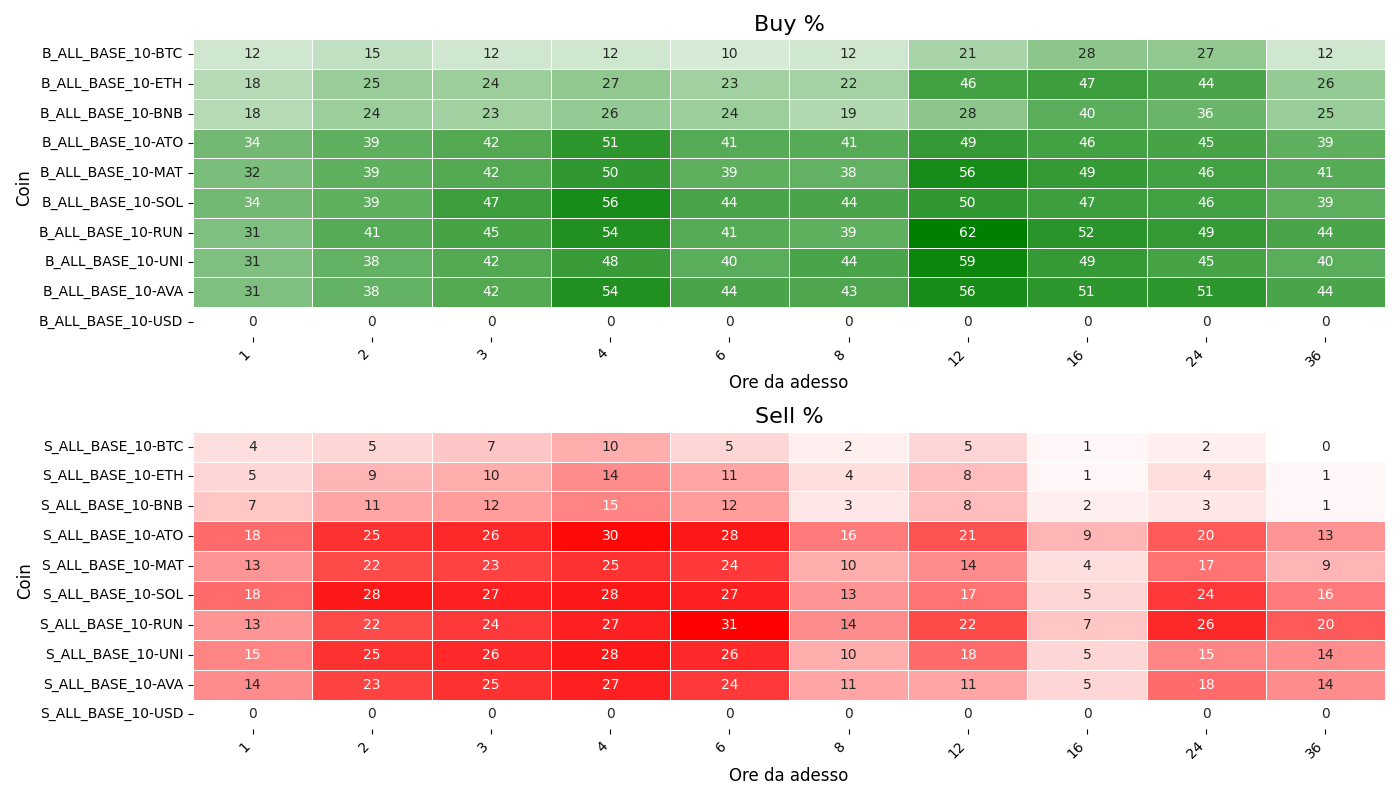 Buy %
Coin
B_ALL_BASE_10-BTC 12 15 12 12 10 12 21 28 27 12
B_ALL_BASE_10-ETH 18 25 24 27 23 22 46 47 44 26
B_ALL_BASE_10-BNB 18 24 23 26 24 19 28 40 36 25
B_ALL_BASE_10-ATO 34 39 42 51 41 41 49 46 45 39
B_ALL_BASE_10-MAT 32 39 42 50 39 38 56 49 46 41
B_ALL_BASE_10-SOL 34 39 47 56 44 44 50 47 46 39
B_ALL_BASE_10-RUN 31 41 45 54 41 39 62 52 49 44
B_ALL_BASE_10-UNI 31 38 42 48 40 44 59 49 45 40
B_ALL_BASE_10-AVA 31 38 42 54 44 43 56 51 51 44
B_ALL_BASE_10-USD 0 0 0 0 0 0 0 0 0 0
1 2 3 4 6 8 12 16 24 36
Ore da adesso
Sell %
Coin
S_ALL_BASE_10-BTC 4 5 7 10 5 2 5 1 2 0
S_ALL_BASE_10-ETH 5 9 10 14 11 4 8 1 4 1
S_ALL_BASE_10-BNB 7 11 12 15 12 3 8 2 3 1
S_ALL_BASE_10-ATO 18 25 26 30 28 16 21 9 20 13
S_ALL_BASE_10-MAT 13 22 23 25 24 10 14 4 17 9
S_ALL_BASE_10-SOL 18 28 27 28 27 13 17 5 24 16
S_ALL_BASE_10-RUN 13 22 24 27 31 14 22 7 26 20
S_ALL_BASE_10-UNI 15 25 26 28 26 10 18 5 15 14
S_ALL_BASE_10-AVA 14 23 25 27 24 11 11 5 18 14
S_ALL_BASE_10-USD 0 0 0 0 0 0 0 0 0 0
1 2 3 4 6 8 12 16 24 36
Ore da adesso